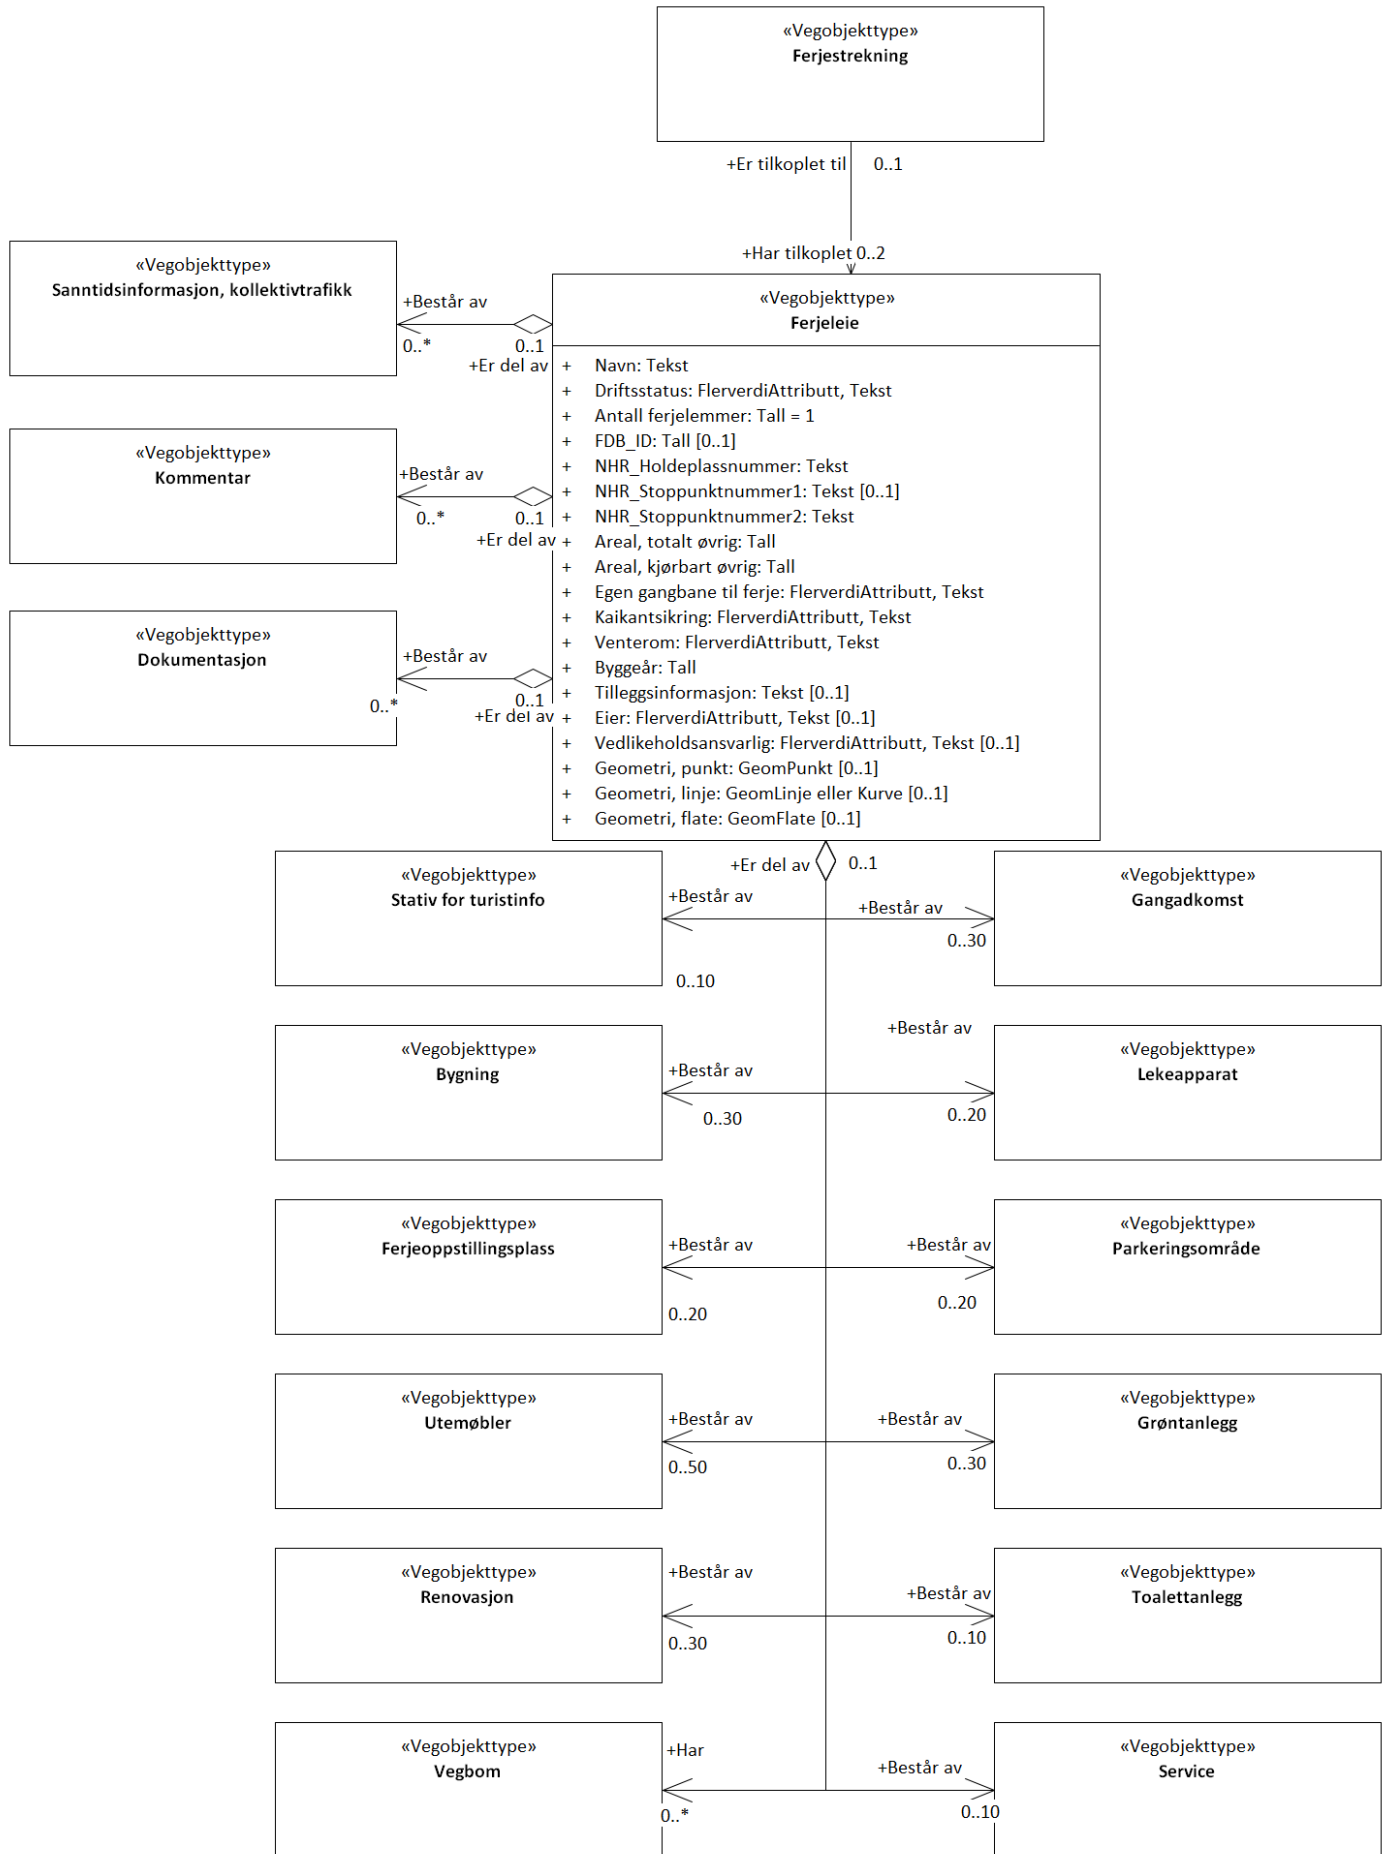 «Vegobjekttype»
Ferjestrekning
+Er tilkoplet til 0..1
+Har tilkoplet 0..2
«Vegobjekttype»
Sanntidsinformasjon, kollektivtrafikk
+Består av
0..* 0..1
+Er del av
«Vegobjekttype»
Kommentar
+Består av
0..* 0..1
+Er del av
«Vegobjekttype»
Dokumentasjon
+Består av
0..* 0..1
+Er del av
«Vegobjekttype»
Ferjeleie
+ Navn: Tekst
+ Driftsstatus: FlerverdiAttributt, Tekst
+ Antall ferjelemmer: Tall = 1
+ FDB_ID: Tall [0..1]
+ NHR_Holdeplassnummer: Tekst
+ NHR_Stoppunktnummer1: Tekst [0..1]
+ NHR_Stoppunktnummer2: Tekst
+ Areal, totalt øvrig: Tall
+ Areal, kjørbart øvrig: Tall
+ Egen gangbane til ferje: FlerverdiAttributt, Tekst
+ Kaikantsikring: FlerverdiAttributt, Tekst
+ Venterom: FlerverdiAttributt, Tekst
+ Byggeår: Tall
+ Tilleggsinformasjon: Tekst [0..1]
+ Eier: FlerverdiAttributt, Tekst [0..1]
+ Vedlikeholdsansvarlig: FlerverdiAttributt, Tekst [0..1]
+ Geometri, punkt: GeomPunkt [0..1]
+ Geometri, linje: GeomLinje eller Kurve [0..1]
+ Geometri, flate: GeomFlate [0..1]
+Er del av 0..1
«Vegobjekttype»
Stativ for turistinfo
+Består av
0..10
+Består av
0..30
«Vegobjekttype»
Gangadkomst
«Vegobjekttype»
Bygning
+Består av
0..30
+Består av
0..20
«Vegobjekttype»
Lekeapparat
«Vegobjekttype»
Ferjeoppstillingsplass
+Består av
0..20
+Består av
0..20
«Vegobjekttype»
Parkeringsområde
«Vegobjekttype»
Utemøbler
+Består av
0..50
+Består av
0..30
«Vegobjekttype»
Grøntanlegg
«Vegobjekttype»
Renovasjon
+Består av
0..30
+Består av
0..10
«Vegobjekttype»
Toalettanlegg
«Vegobjekttype»
Vegbom
+Har
0..*
+Består av
0..10
«Vegobjekttype»
Service